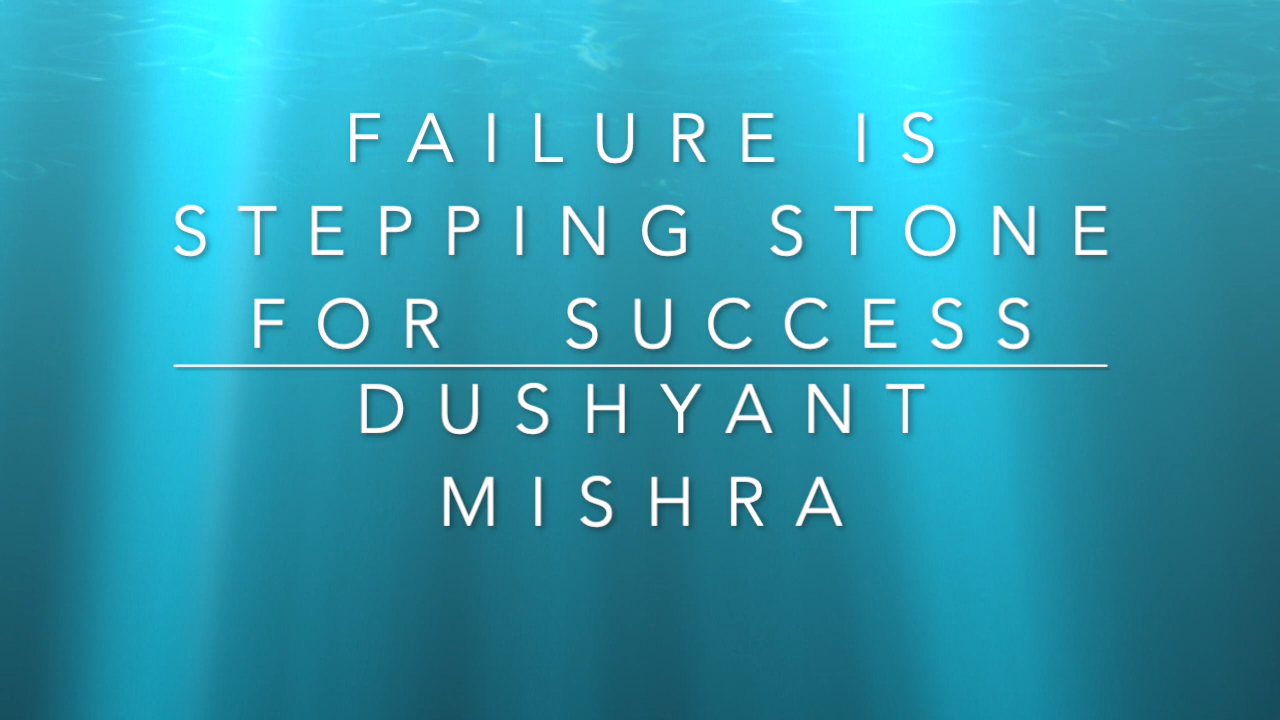 FAILURE IS
STEPPING STONE
FOR SUCCESS
DUSHYANT
MISHRA